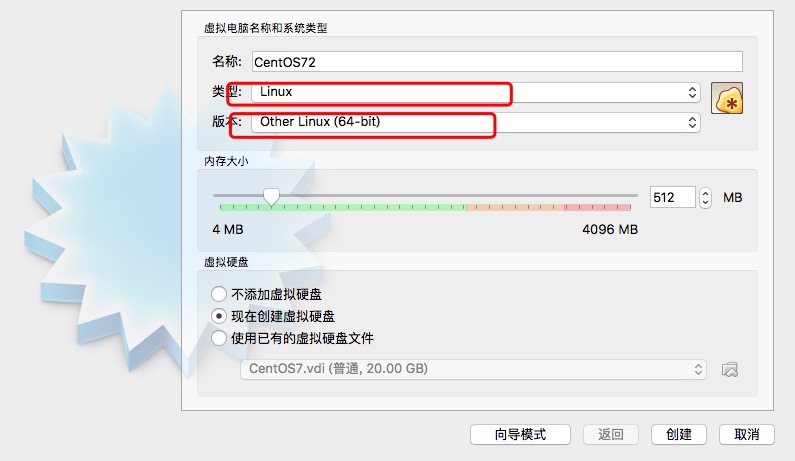 虚拟电脑名称和系统类型
名称: CentOS72
类型: Linux
版本: Other Linux (64-bit)
内存大小
512 MB
4 MB 4096 MB
虚拟硬盘
不添加虚拟硬盘
现在创建虚拟硬盘
使用已有的虚拟硬盘文件
CentOS7.vdi (普通, 20.00 GB)
向导模式 返回 创建 取消